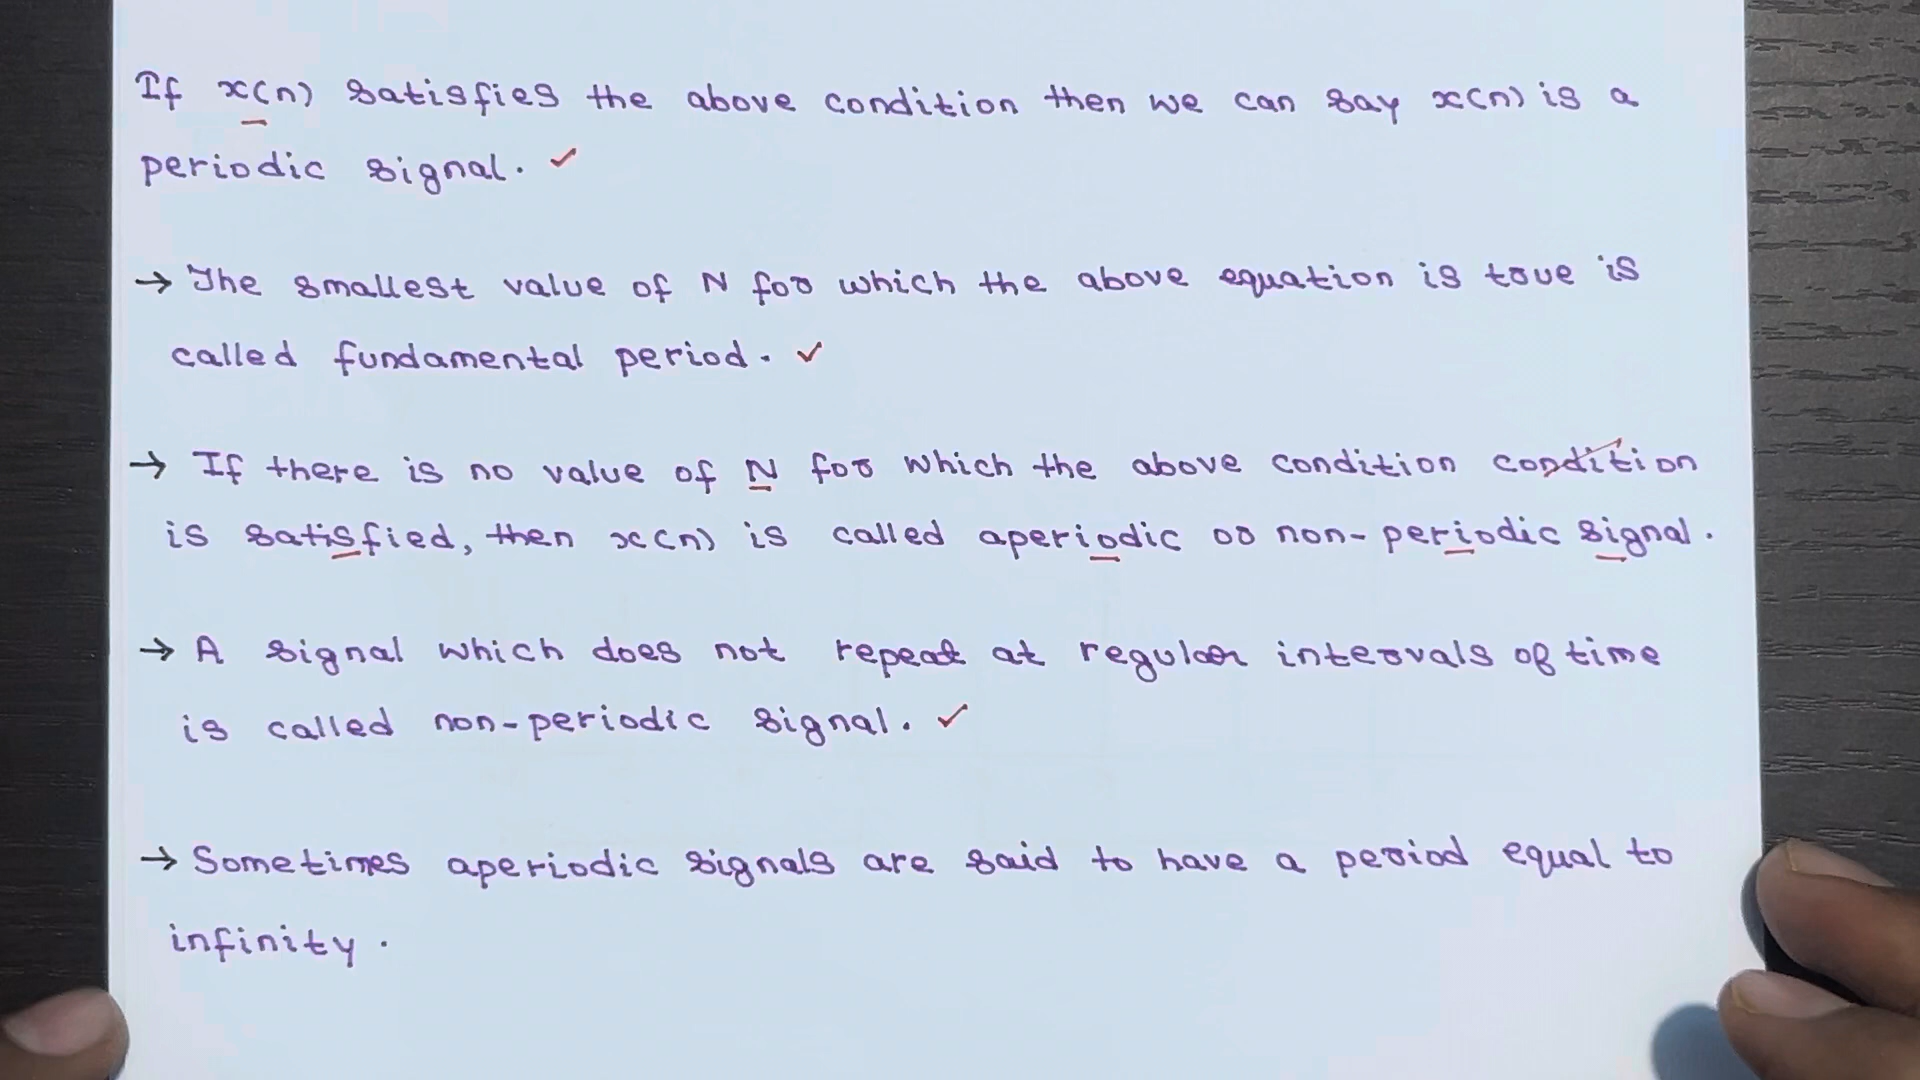 If x(n) satisfies the above condition then we can say x(n) is a
periodic signal. ✓
→ The smallest value of N for which the above equation is true is
called fundamental period. ✓
→ If there is no value of N for which the above condition condition
is satisfied, then x(n) is called aperiodic or non-periodic signal.
→ A signal which does not repeat at regular intervals of time
is called non-periodic signal. ✓
→ Sometimes aperiodic signals are said to have a period equal to
infinity.